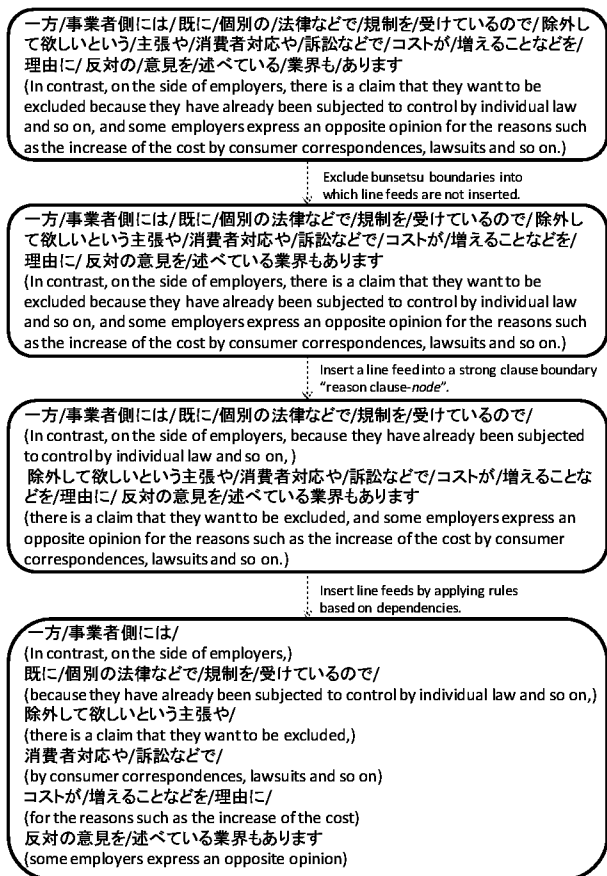 一方/事業者側には/ 既に/個別の/法律などで/規制を/受けているので/ 除外し
て欲しいという/主張や/消費者対応や/訴訟などで/コストが/増えることなどを/
理由に/ 反対の/意見を/述べている/業界も/あります
(In contrast, on the side of employers, there is a claim that they want to be
excluded because they have already been subjected to control by individual law
and so on, and some employers express an opposite opinion for the reasons such
as the increase of the cost by consumer correspondences, lawsuits and so on.)
Exclude bunsetsu boundaries into
which line feeds are not inserted.
一方/事業者側には/ 既に/個別の法律などで/規制を/受けているので/ 除外し
て欲しいという主張や/消費者対応や/訴訟などで/コストが/増えることなどを/
理由に/ 反対の意見を/述べている業界もあります
(In contrast, on the side of employers, there is a claim that they want to be
excluded because they have already been subjected to control by individual law
and so on, and some employers express an opposite opinion for the reasons such
as the increase of the cost by consumer correspondences, lawsuits and so on.)
Insert a line feed into a strong clause boundary
"reason clause-node".
一方/事業者側には/ 既に/個別の法律などで/規制を/受けているので/
(In contrast, on the side of employers, because they have already been subjected
to control by individual law and so on, )
除外して欲しいという主張や/消費者対応や/訴訟などで/コストが/増えることな
どを/理由に/ 反対の意見を/述べている業界もあります
(there is a claim that they want to be excluded, and some employers express an
opposite opinion for the reasons such as the increase of the cost by consumer
correspondences, lawsuits and so on.)
Insert line feeds by applying rules
based on dependencies.
一方/事業者側には/
(In contrast, on the side of employers,)
既に/個別の法律などで/規制を/受けているので/
(because they have already been subjected to control by individual law and so on,)
除外して欲しいという主張や/
(there is a claim that they want to be excluded,)
消費者対応や/訴訟などで/
(by consumer correspondences, lawsuits and so on)
コストが/増えることなどを/理由に/
(for the reasons such as the increase of the cost)
反対の意見を/述べている業界もあります
(some employers express an opposite opinion)